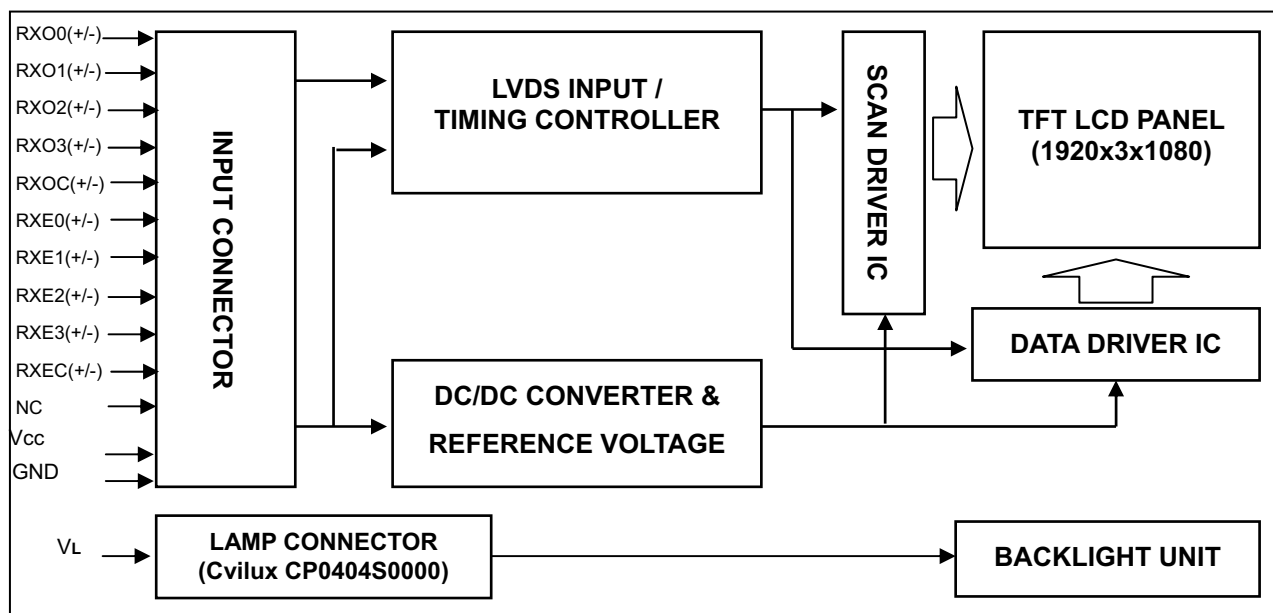 RXO0(+/-)
RXO1(+/-)
RXO2(+/-)
RXO3(+/-)
RXOC(+/-)
RXE0(+/-)
RXE1(+/-)
RXE2(+/-)
RXE3(+/-)
RXEC(+/-)
NC
Vcc
GND
VL
INPUT CONNECTOR
LVDS INPUT /
TIMING CONTROLLER
DC/DC CONVERTER &
REFERENCE VOLTAGE
SCAN DRIVER IC
TFT LCD PANEL
(1920x3x1080)
DATA DRIVER IC
LAMP CONNECTOR
(Cvilux CP0404S0000)
BACKLIGHT UNIT